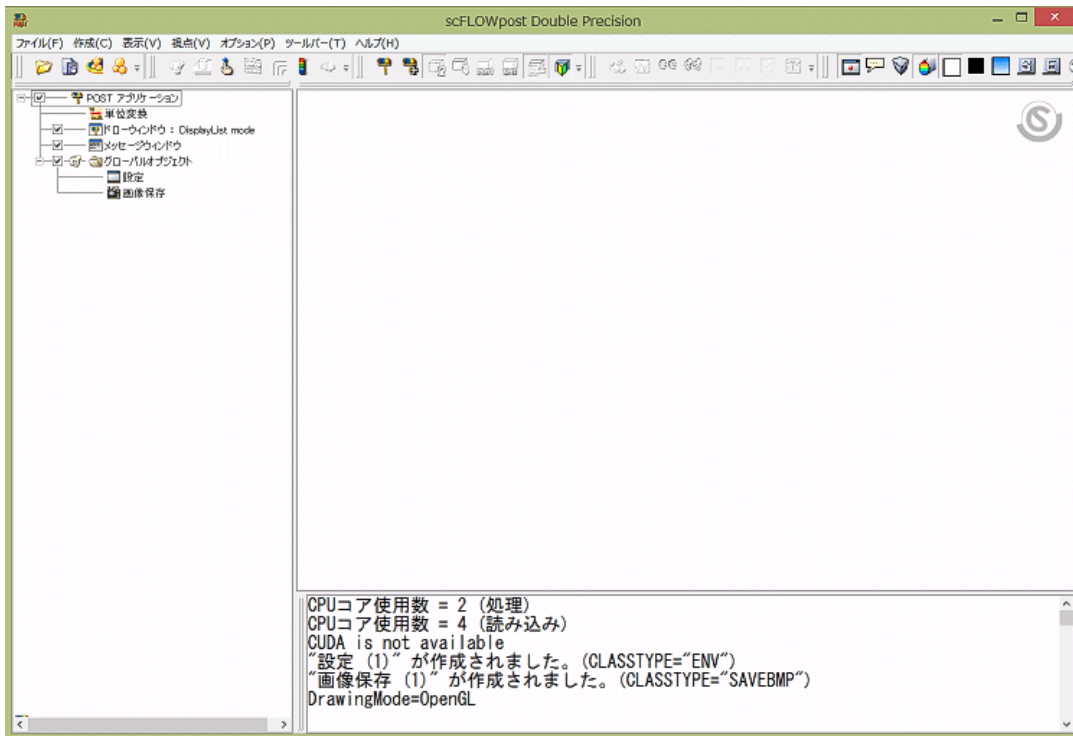 scFLOWpost Double Precision
ファイル(F) 作成(C) 表示(V) 視点(V) オプション(P) ツールバー(T) ヘルプ(H)
POST アプリケーション
単位変換
ドローウィンドウ : DisplayList mode
メッセージウィンドウ
グローバルオブジェクト
設定
画像保存
CPUコア使用数 = 2 (処理)
CPUコア使用数 = 4 (読み込み)
CUDA is not available
"設定 (1)" が作成されました。(CLASSTYPE="ENV")
"画像保存 (1)" が作成されました。(CLASSTYPE="SAVEBMP")
DrawingMode=OpenGL